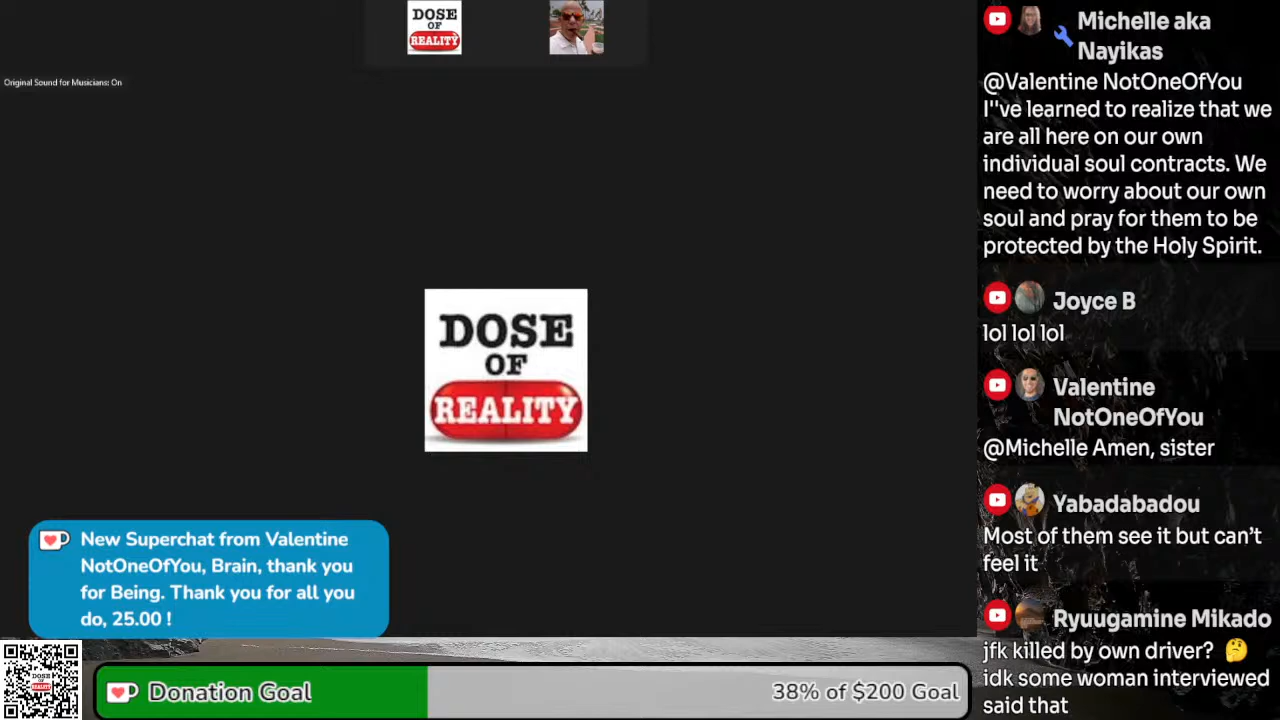 DOSE
OF
REALITY
Original Sound for Musicians: On
DOSE
OF
REALITY
New Superchat from Valentine
NotOneOfYou, Brain, thank you
for Being. Thank you for all you
do, 25.00 !
DOSE
OF
REALITY
Donation Goal
38% of $200 Goal
Michelle aka
Nayikas
@Valentine NotOneOfYou
I''ve learned to realize that we
are all here on our own
individual soul contracts. We
need to worry about our own
soul and pray for them to be
protected by the Holy Spirit.
Joyce B
lol lol lol
Valentine
NotOneOfYou
@Michelle Amen, sister
Yabadabadou
Most of them see it but can't
feel it
Ryuugamine Mikado
jfk killed by own driver? 🤔
idk some woman interviewed
said that